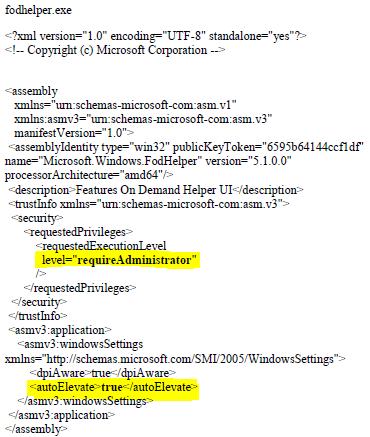 fodhelper.exe
<?xml version="1.0" encoding="UTF-8" standalone="yes"?>
<!-- Copyright (c) Microsoft Corporation -->
<assembly
xmlns="urn:schemas-microsoft-com:asm.v1"
xmlns:asmv3="urn:schemas-microsoft-com:asm.v3"
manifestVersion="1.0">
<assemblyIdentity type="win32" publicKeyToken="6595b64144ccf1df"
name="Microsoft.Windows.FodHelper" version="5.1.0.0"
processorArchitecture="amd64"/>
<description>Features On Demand Helper UI</description>
<trustInfo xmlns="urn:schemas-microsoft-com:asm.v3">
<security>
<requestedPrivileges>
<requestedExecutionLevel
level="requireAdministrator"
/>
</requestedPrivileges>
</security>
</trustInfo>
<asmv3:application>
<asmv3:windowsSettings
xmlns="http://schemas.microsoft.com/SMI/2005/WindowsSettings">
<dpiAware>true</dpiAware>
<autoElevate>true</autoElevate>
</asmv3:windowsSettings>
</asmv3:application>
</assembly>